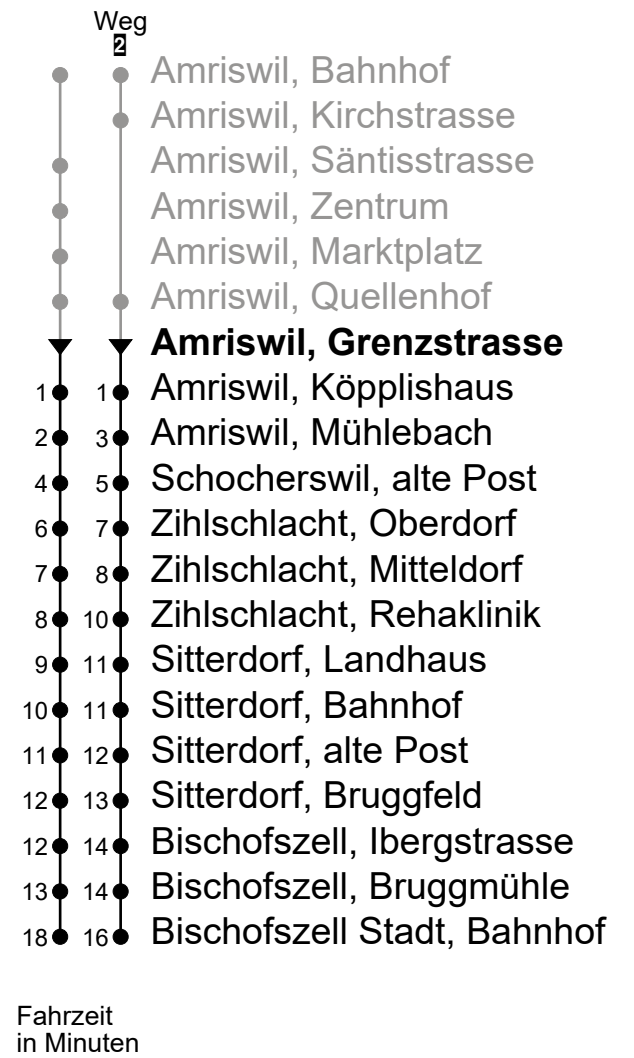 Weg
2
Amriswil, Bahnhof
Amriswil, Kirchstrasse
Amriswil, Säntisstrasse
Amriswil, Zentrum
Amriswil, Marktplatz
Amriswil, Quellenhof
Amriswil, Grenzstrasse
1 1 Amriswil, Köpplishaus
2 3 Amriswil, Mühlebach
4 5 Schocherswil, alte Post
6 7 Zihlschlacht, Oberdorf
7 8 Zihlschlacht, Mitteldorf
8 10 Zihlschlacht, Rehaklinik
9 11 Sitterdorf, Landhaus
10 11 Sitterdorf, Bahnhof
11 12 Sitterdorf, alte Post
12 13 Sitterdorf, Bruggfeld
12 14 Bischofszell, Ibergstrasse
13 14 Bischofszell, Bruggmühle
18 16 Bischofszell Stadt, Bahnhof
Fahrzeit
in Minuten